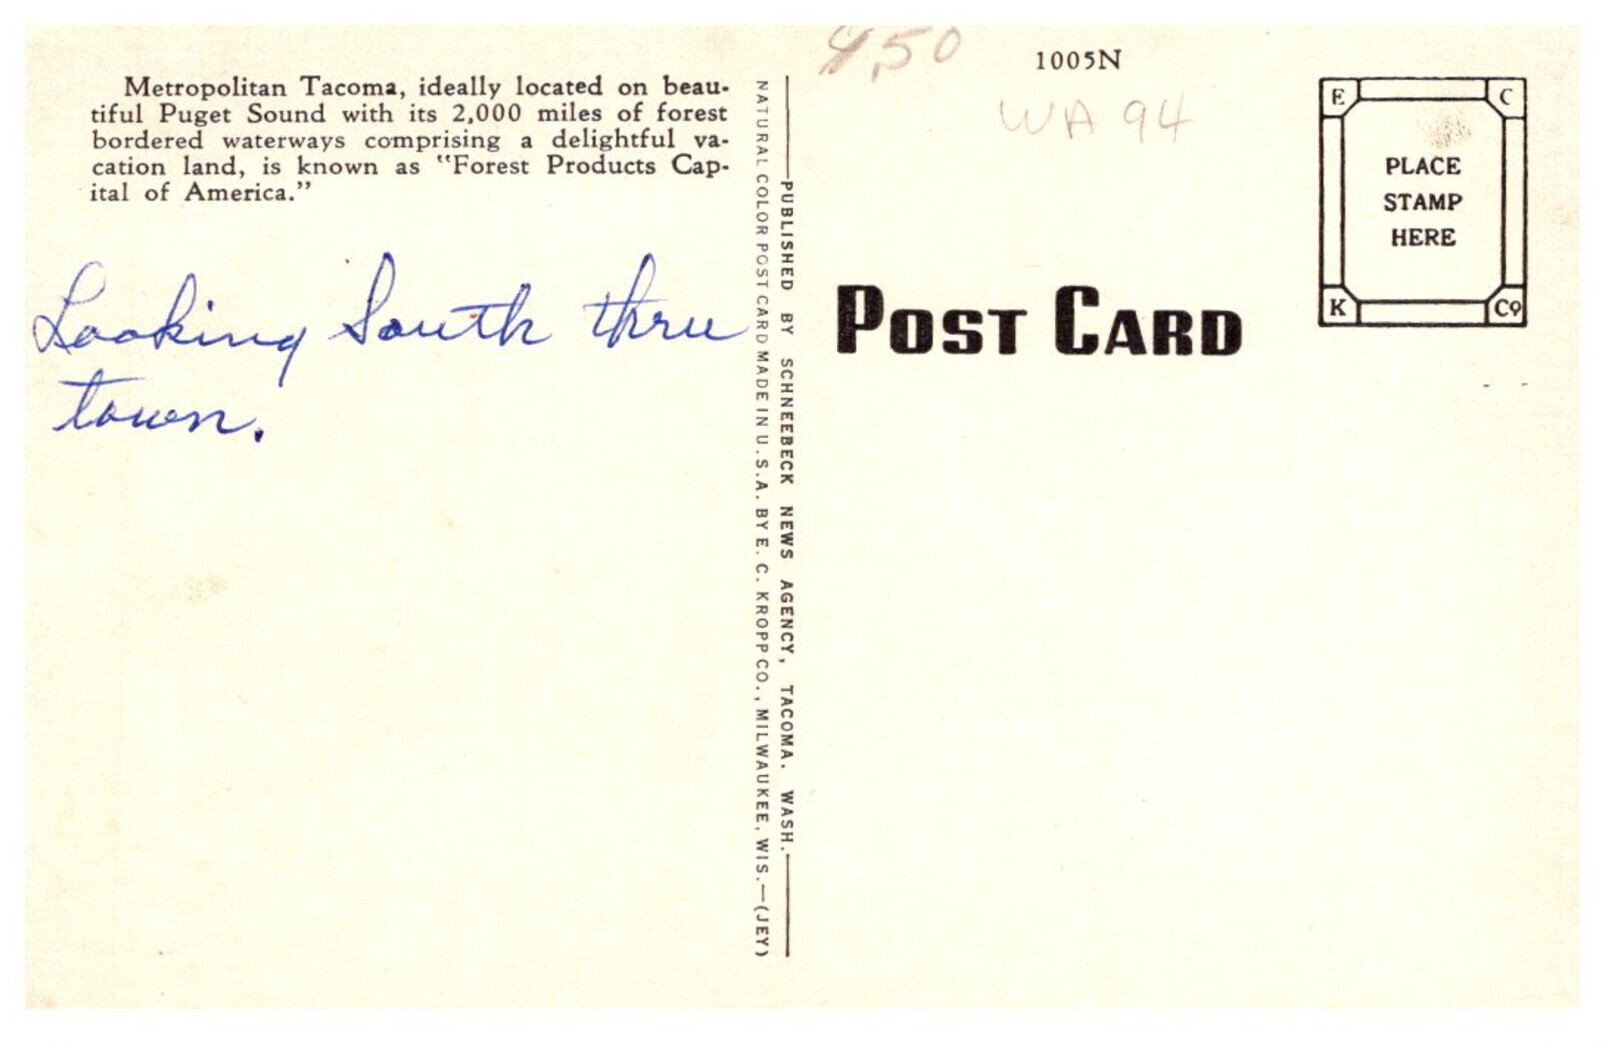 Metropolitan Tacoma, ideally located on beau-
tiful Puget Sound with its 2,000 miles of forest
bordered waterways comprising a delightful va-
cation land, is known as "Forest Products Cap-
ital of America."
Looking South thru
town.
NATURAL COLOR POST CARD MADE IN U.S.A. BY E. C. KROPP CO., MILWAUKEE, WIS.—(JEY)
PUBLISHED BY SCHNEEBECK NEWS AGENCY, TACOMA. WASH.
4.50
1005N
WA 94
POST CARD
E C
PLACE
STAMP
HERE
K Co